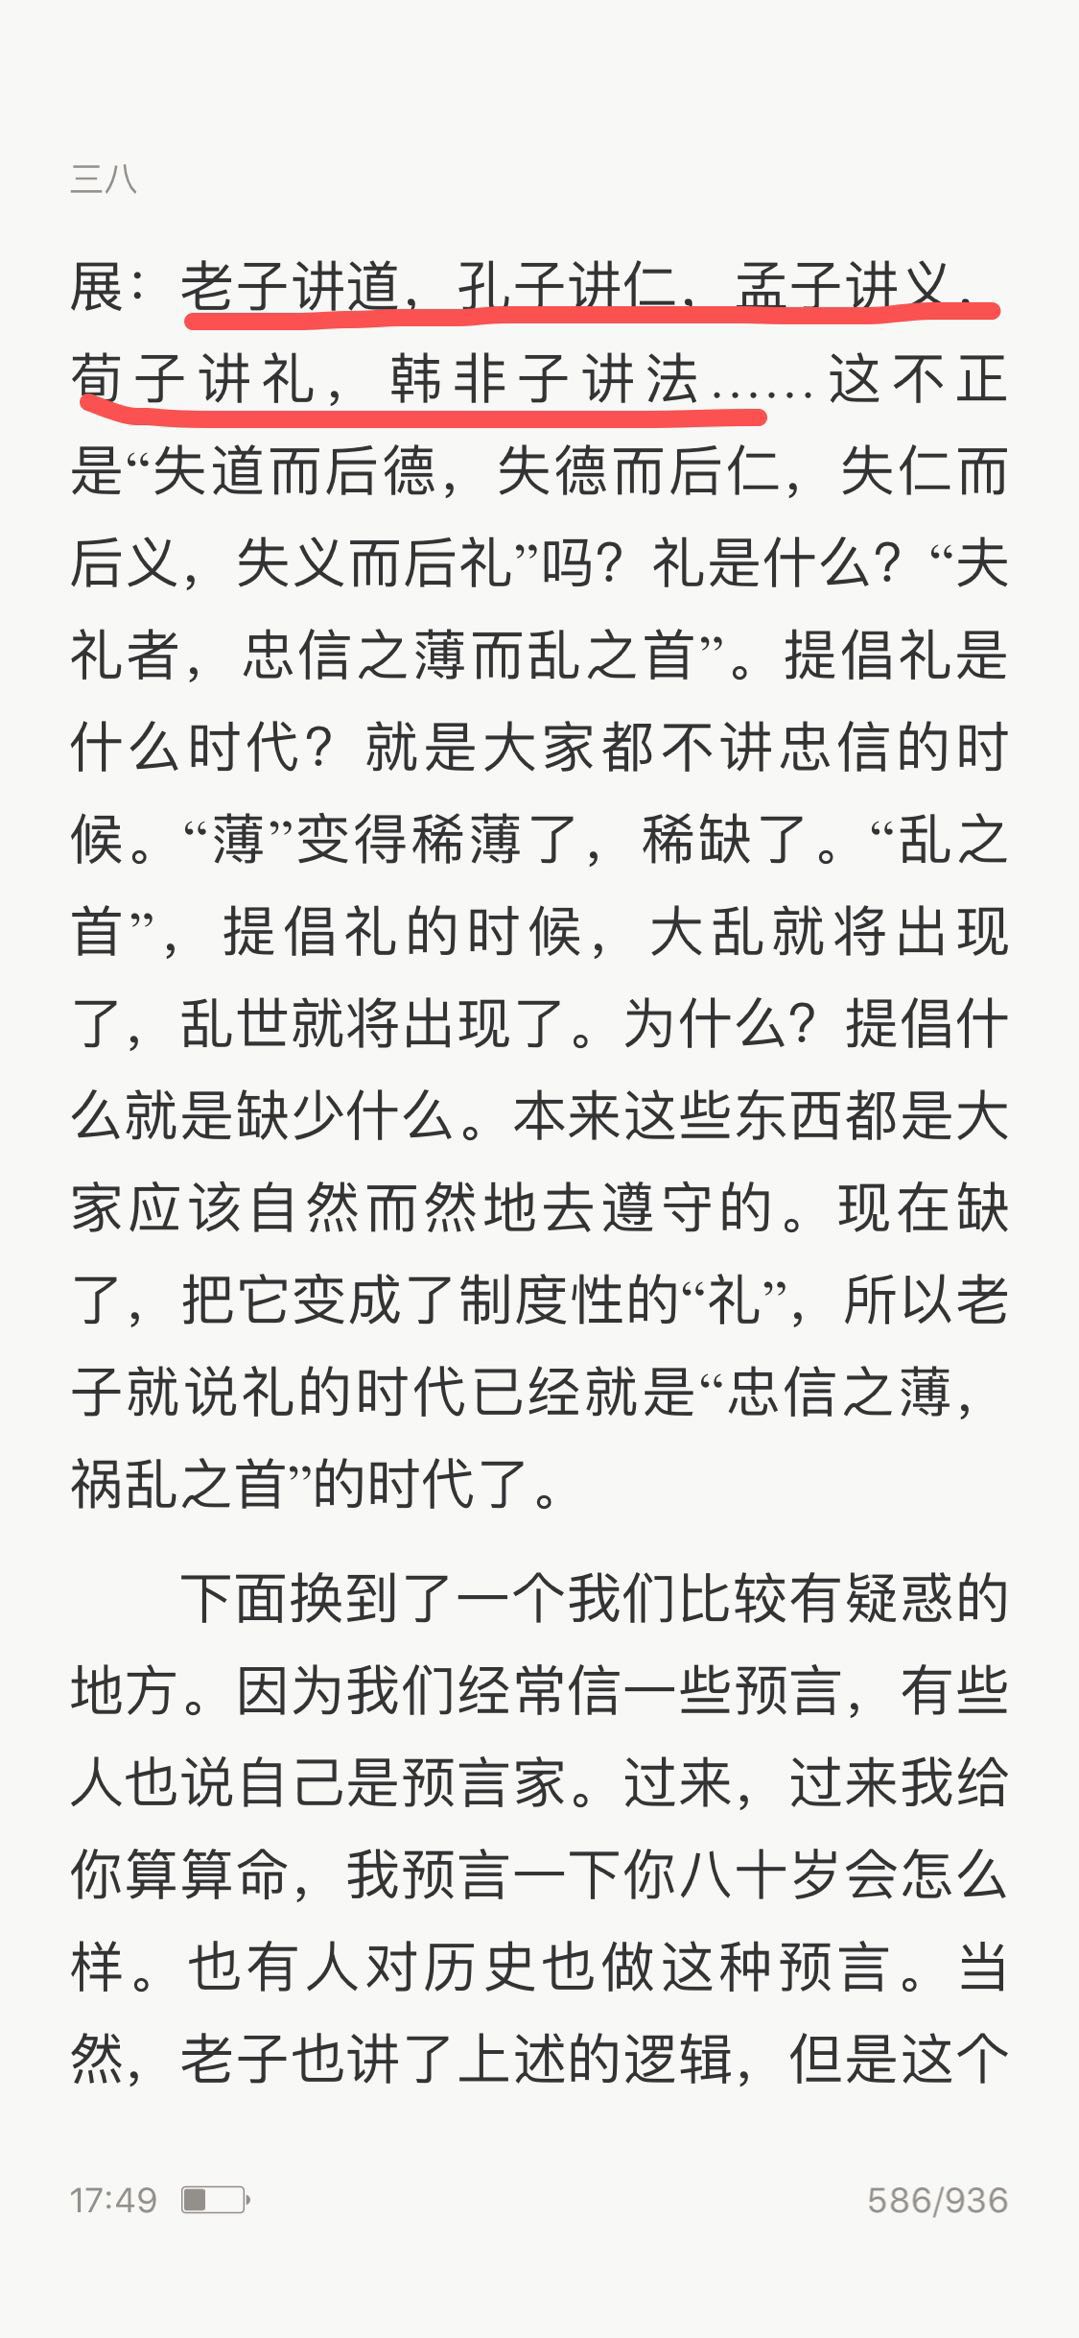 三八
展：老子讲道，孔子讲仁，孟子讲义，
荀子讲礼，韩非子讲法……这不正
是“失道而后德，失德而后仁，失仁而
后义，失义而后礼”吗？礼是什么？“夫
礼者，忠信之薄而乱之首”。提倡礼是
什么时代？就是大家都不讲忠信的时
候。“薄”变得稀薄了，稀缺了。“乱之
首”，提倡礼的时候，大乱就将出现
了，乱世就将出现了。为什么？提倡什
么就是缺少什么。本来这些东西都是大
家应该自然而然地去遵守的。现在缺
了，把它变成了制度性的“礼”，所以老
子就说礼的时代已经就是“忠信之薄，
祸乱之首”的时代了。
下面换到了一个我们比较有疑惑的
地方。因为我们经常信一些预言，有些
人也说自己是预言家。过来，过来我给
你算算命，我预言一下你八十岁会怎么
样。也有人对历史也做这种预言。当
然，老子也讲了上述的逻辑，但是这个
17:49 586/936